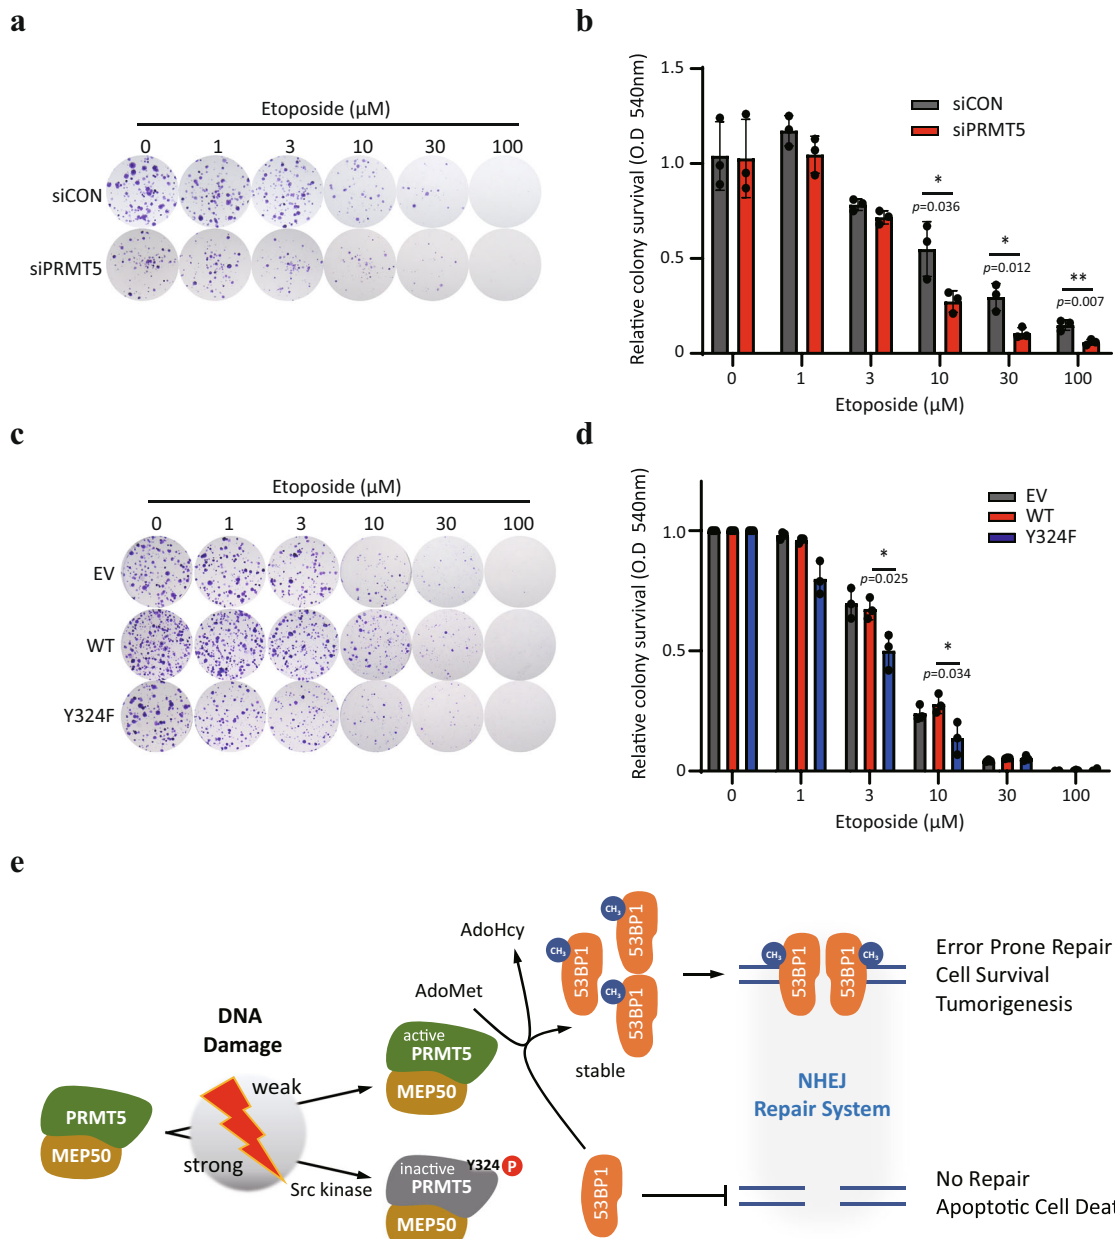 a
Etoposide (µM)
0 1 3 10 30 100
siCON
siPRMT5
b
Relative colony survival (O.D 540nm)
1.5
1.0
0.5
0
siCON
siPRMT5
*
p=0.036
*
p=0.012
**
p=0.007
0 1 3 10 30 100
Etoposide (µM)
c
Etoposide (µM)
0 1 3 10 30 100
EV
WT
Y324F
d
Relative colony survival (O.D 540nm)
1.0
0.5
0
EV
WT
Y324F
*
p=0.025
*
p=0.034
0 1 3 10 30 100
Etoposide (µM)
e
PRMT5
MEP50
DNA
Damage
weak
strong
Src kinase
active
PRMT5
MEP50
inactive
PRMT5
MEP50
Y324 P
AdoMet
AdoHcy
CH3
53BP1
CH3
53BP1
CH3
53BP1
stable
53BP1
CH3
53BP1
53BP1
CH3
NHEJ
Repair System
Error Prone Repair
Cell Survival
Tumorigenesis
No Repair
Apoptotic Cell Deat